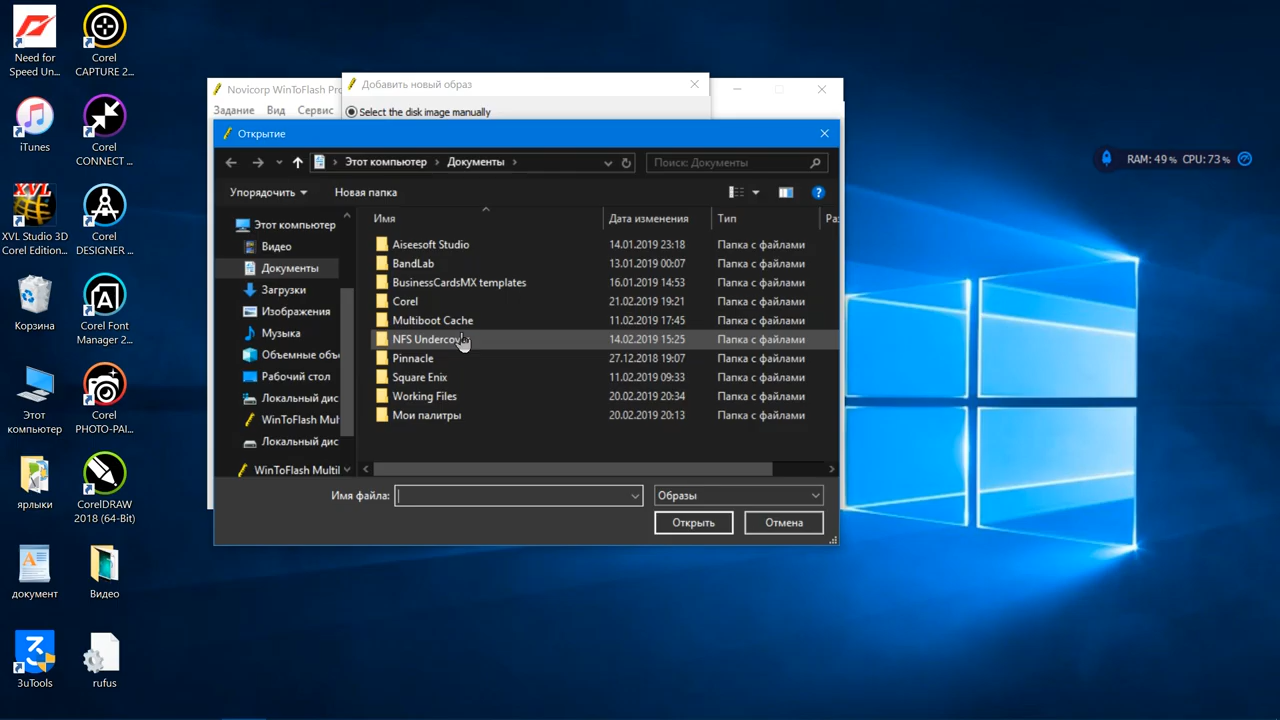 Need for
Speed Un...
Corel
CAPTURE 2...
iTunes
Corel
CONNECT ...
XVL
XVL Studio 3D
Corel Edition...
Corel
DESIGNER ...
Корзина
Corel Font
Manager 2...
Этот
компьютер
Corel
PHOTO-PAI...
ярлыки
CorelDRAW
2018 (64-Bit)
документ
Видео
3uTools
rufus
Novicorp WinToFlash Pro
Задание
Вид
Сервис
Добавить новый образ
Select the disk image manually
Открытие
Этот компьютер
Документы
Поиск: Документы
Упорядочить
Новая папка
?
Этот компьютер
Видео
Документы
Загрузки
Изображения
Музыка
Объемные объ
Рабочий стол
Локальный дис
WinToFlash Mul
Локальный дис
WinToFlash Multil
Имя
Дата изменения
Тип
Ра
Aiseesoft Studio 14.01.2019 23:18 Папка с файлами
BandLab 13.01.2019 00:07 Папка с файлами
BusinessCardsMX templates 16.01.2019 14:53 Папка с файлами
Corel 21.02.2019 19:21 Папка с файлами
Multiboot Cache 11.02.2019 17:45 Папка с файлами
NFS Undercov 14.02.2019 15:25 Папка с файлами
Pinnacle 27.12.2018 19:07 Папка с файлами
Square Enix 11.02.2019 09:33 Папка с файлами
Working Files 20.02.2019 20:34 Папка с файлами
Мои палитры 20.02.2019 20:13 Папка с файлами
Имя файла:
Образы
Открыть
Отмена
RAM: 49 % CPU: 73 %